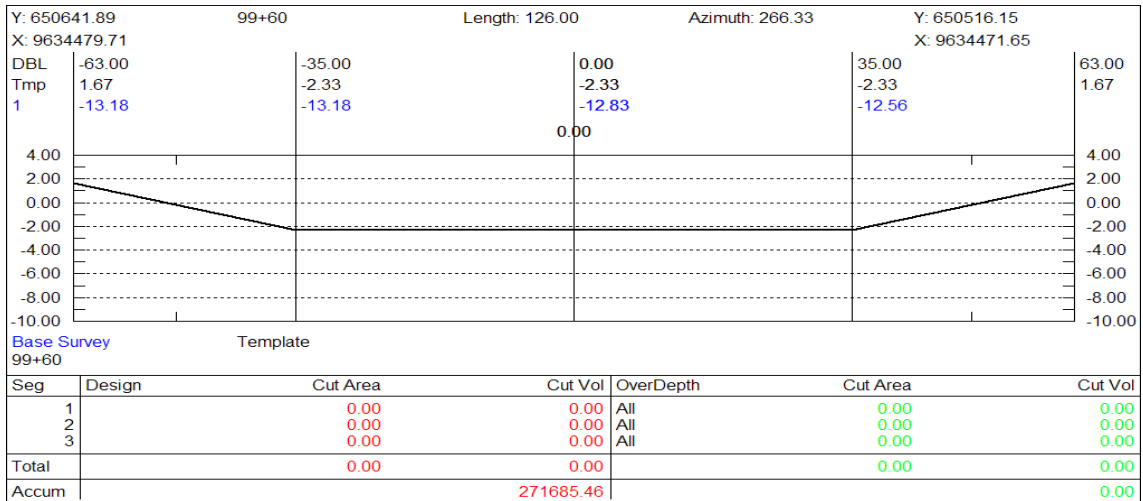 Y: 650641.89 99+60 Length: 126.00 Azimuth: 266.33 Y: 650516.15
X: 9634479.71 X: 9634471.65
DBL -63.00 -35.00 0.00 35.00 63.00
Tmp 1.67 -2.33 -2.33 -2.33 1.67
1 -13.18 -13.18 -12.83 -12.56
0.00
4.00 4.00
2.00 2.00
0.00 0.00
-2.00 -2.00
-4.00 -4.00
-6.00 -6.00
-8.00 -8.00
-10.00 -10.00
Base Survey Template
99+60
Seg Design Cut Area Cut Vol OverDepth Cut Area Cut Vol
1 0.00 0.00 All 0.00 0.00
2 0.00 0.00 All 0.00 0.00
3 0.00 0.00 All 0.00 0.00
Total 0.00 0.00 0.00 0.00
Accum 271685.46 0.00